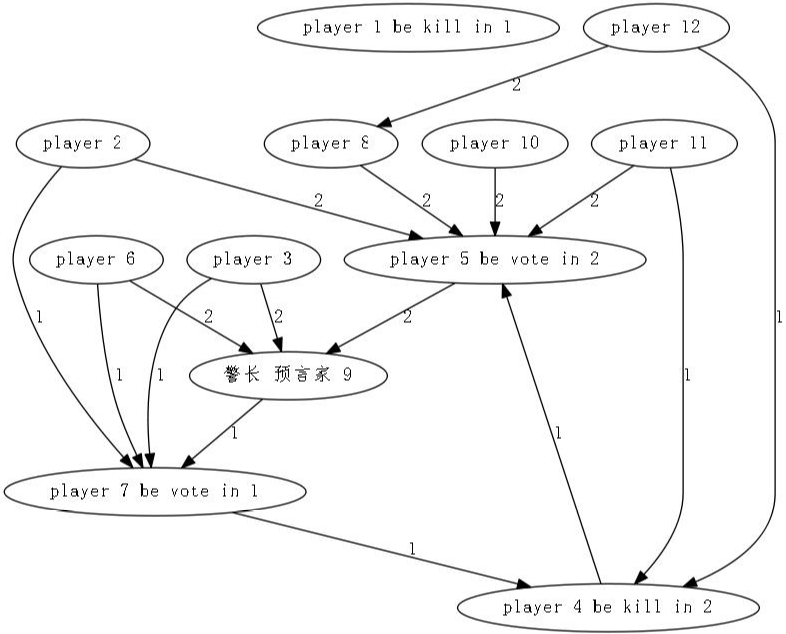 player 1 be kill in 1
player 12
2
player 2
player 8
player 10
player 11
2
2
2
2
player 6
player 3
player 5 be vote in 2
1
2
2
2
1
1
1
1
警长 预言家 9
1
1
1
player 7 be vote in 1
1
player 4 be kill in 2